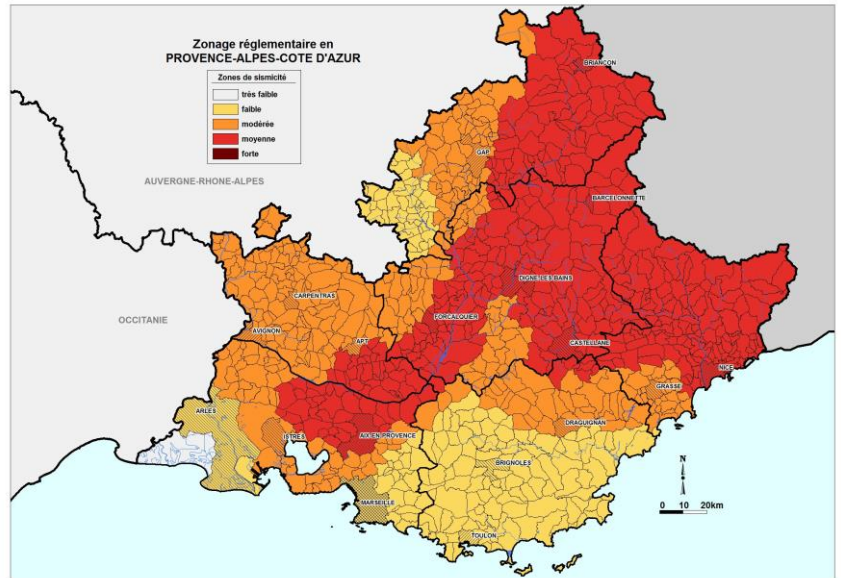 Zonage réglementaire en
PROVENCE-ALPES-COTE D'AZUR
Zones de sismicité
très faible
faible
modérée
moyenne
forte
BRIANÇON
GAP
AUVERGNE-RHONE-ALPES
BARCELONNETTE
DIGNE-LES-BAINS
CARPENTRAS
OCCITANIE
FORCALQUIER
AVIGNON
APT
CASTELLANE
NICE
GRASSE
ARLES
DRAGUIGNAN
ISTRES
AIX-EN-PROVENCE
BRIGNOLES
N
MARSEILLE
0 10 20km
TOULON